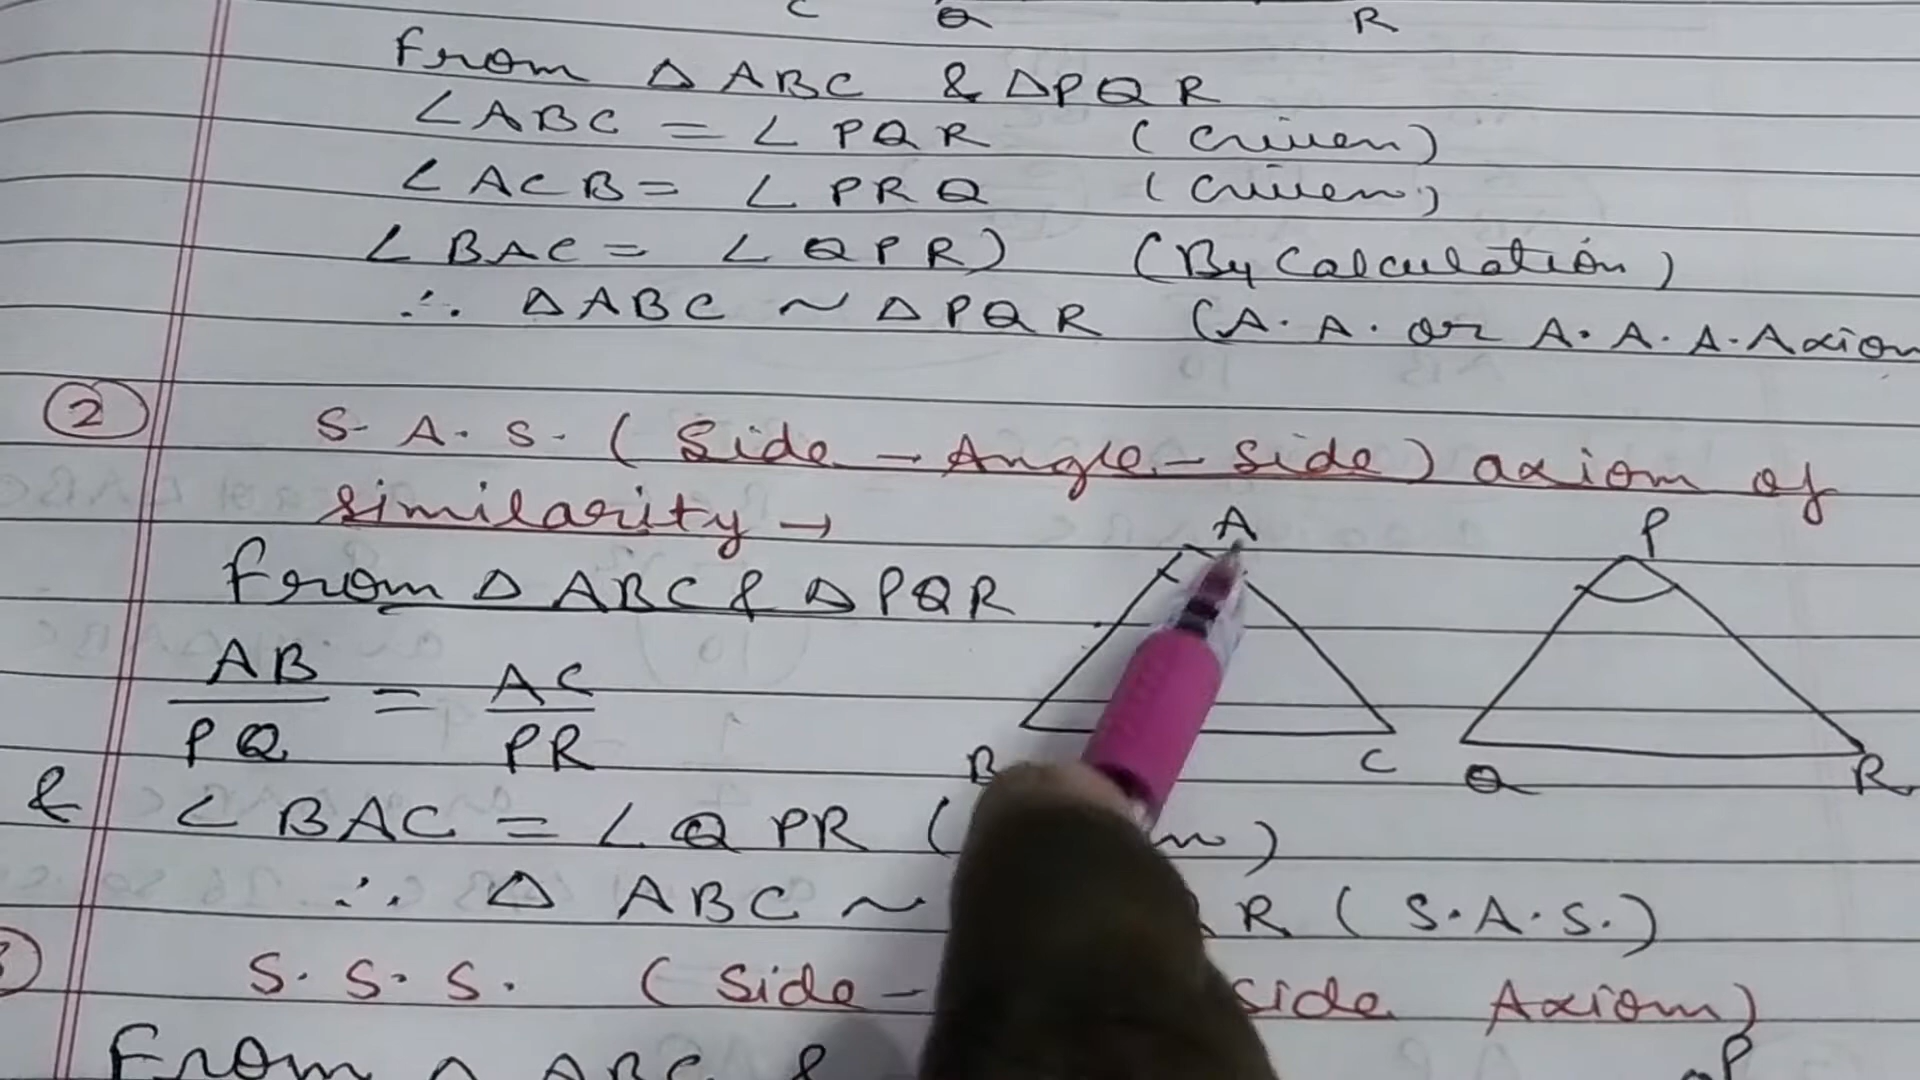 C Q R
From △ ABC & △PQR
∠ABC = ∠PQR (Given)
∠ACB = ∠PRQ (Given)
∠BAC = ∠QPR) (By Calculation)
∴ △ABC ~ △PQR (A.A. or A.A.A. Axiom
② S.A.S. (Side-Angle-side) axiom of
similarity →
A P
From △ ABC & △PQR
AB/PQ = AC/PR
B C Q R
& ∠BAC = ∠QPR (
∴ △ ABC ~ R (S.A.S.)
S.S.S. (Side- side Axiom)
From △ ABC &
P